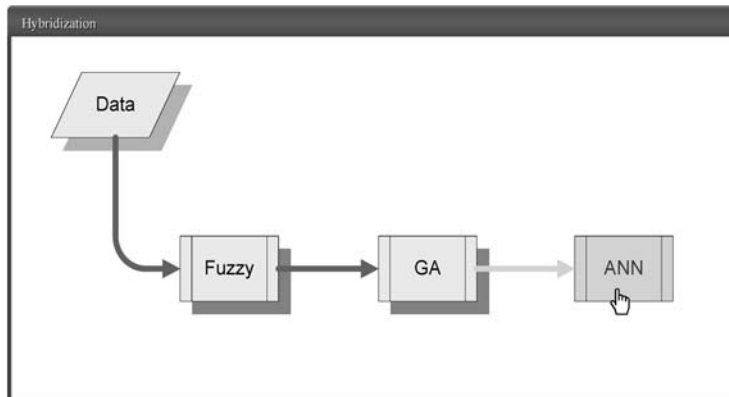 Hybridization
Data
Fuzzy
GA
ANN